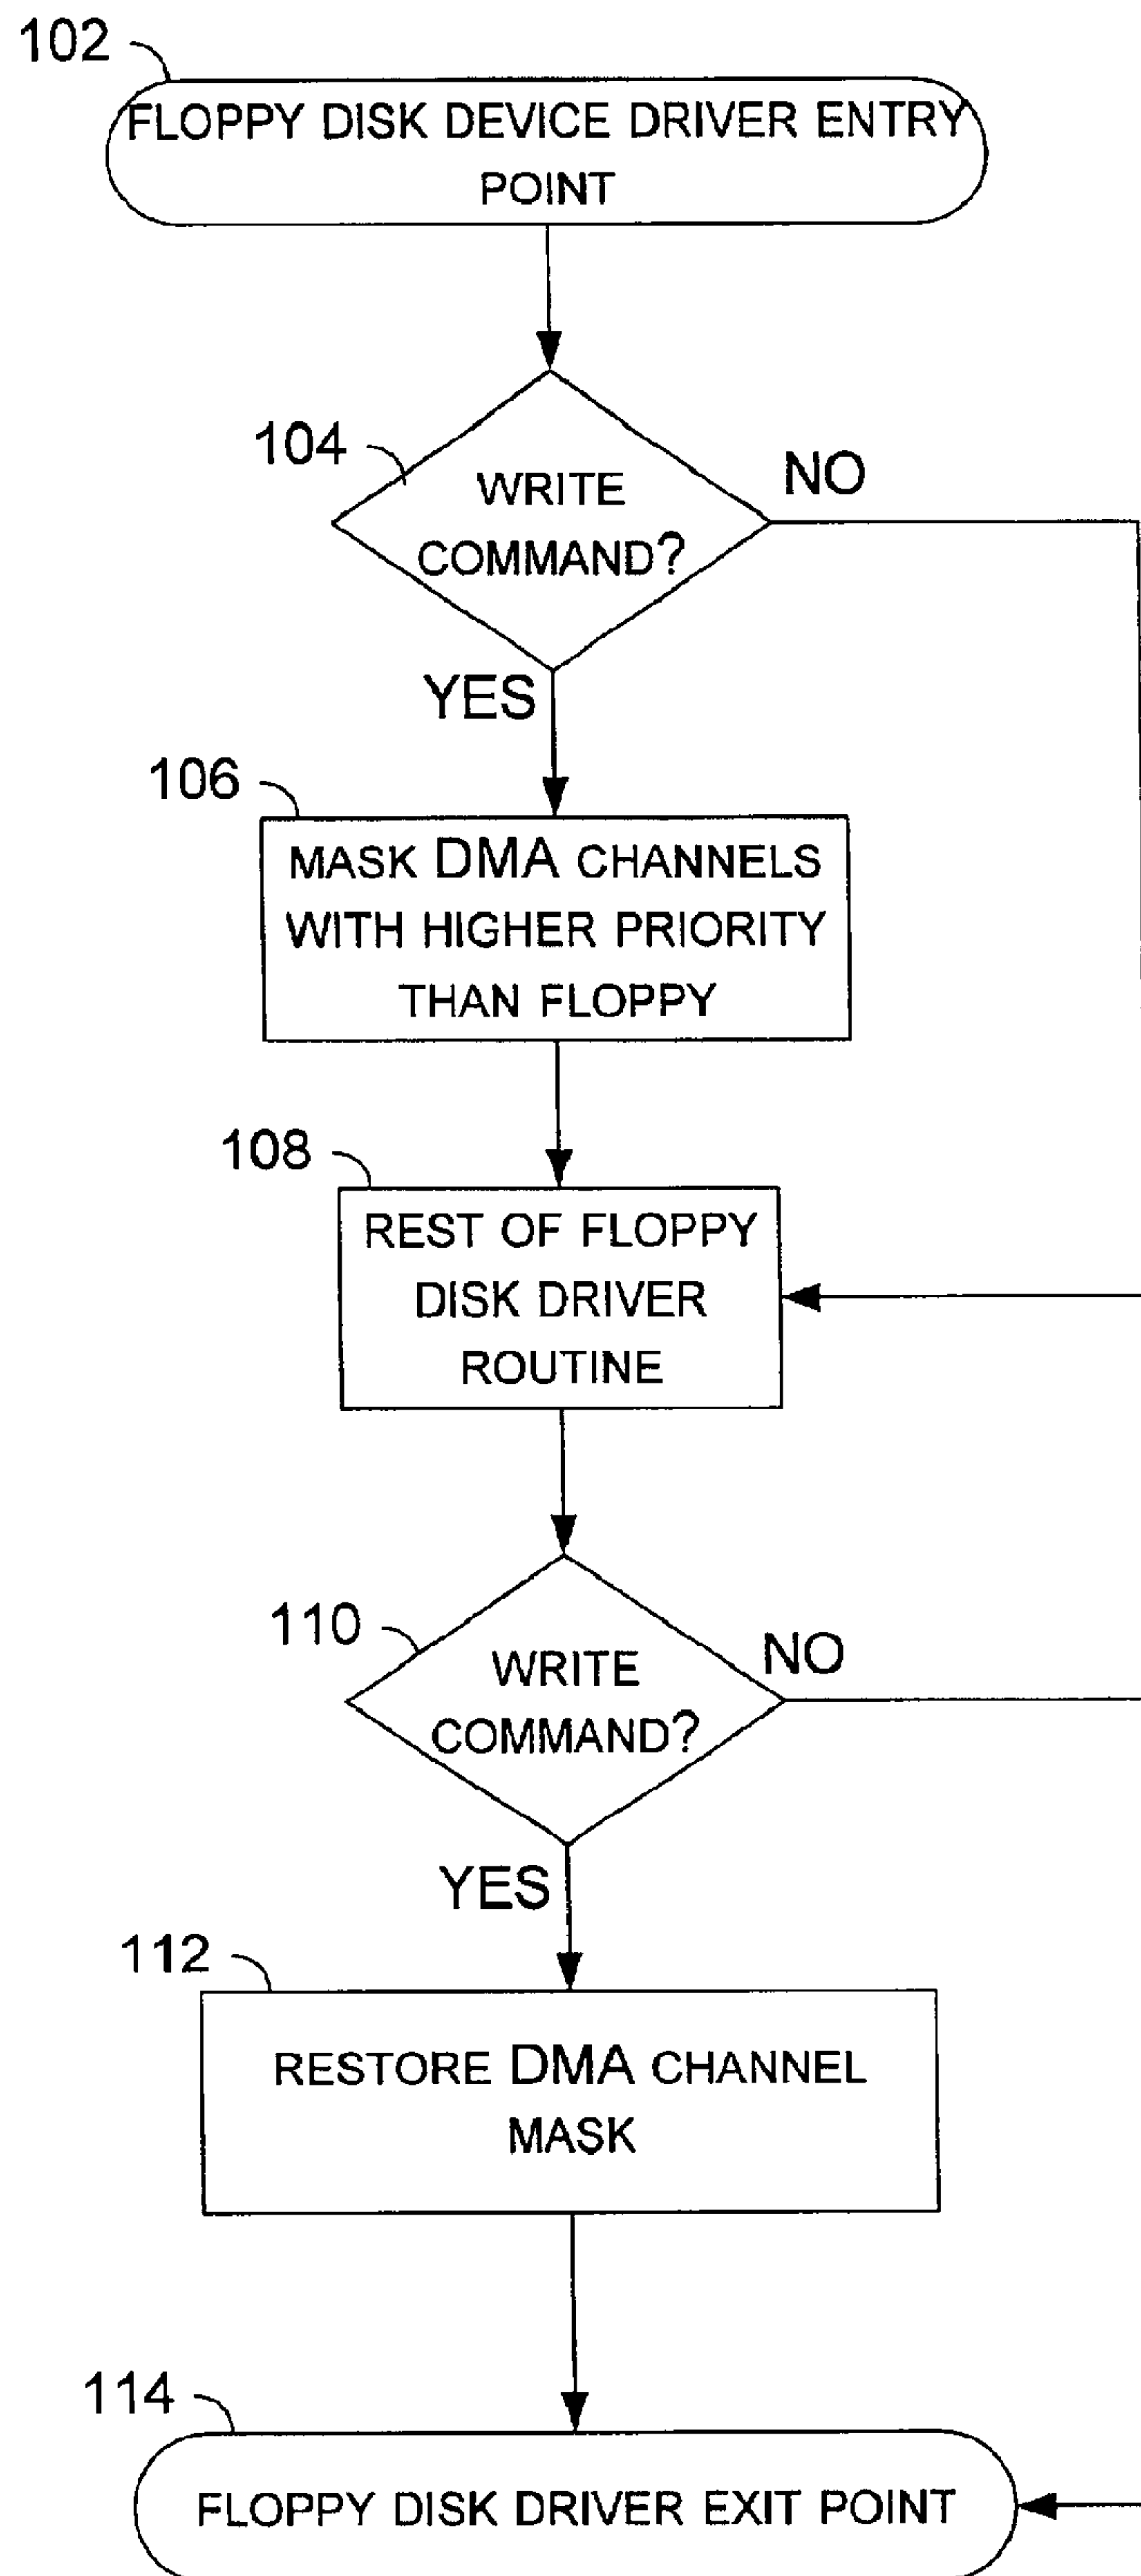 102
FLOPPY DISK DEVICE DRIVER ENTRY
POINT
104
WRITE
COMMAND?
NO
YES
106
MASK DMA CHANNELS
WITH HIGHER PRIORITY
THAN FLOPPY
108
REST OF FLOPPY
DISK DRIVER
ROUTINE
110
WRITE
COMMAND?
NO
YES
112
RESTORE DMA CHANNEL
MASK
114
FLOPPY DISK DRIVER EXIT POINT